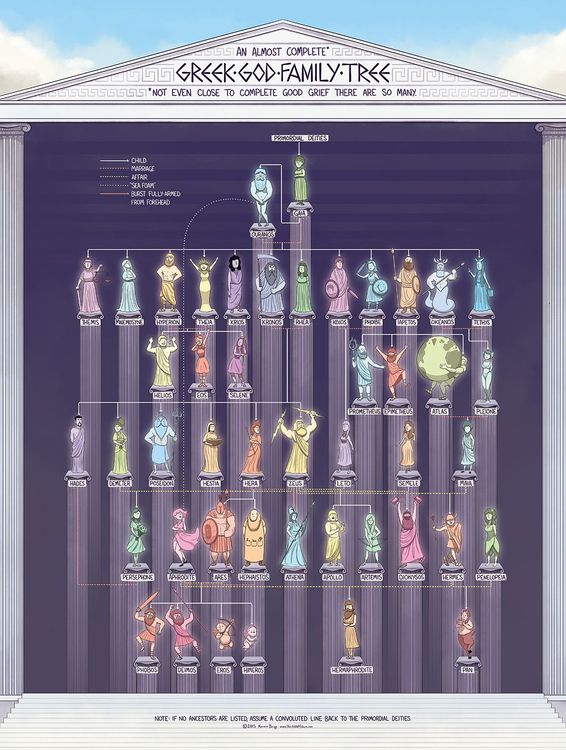 AN ALMOST COMPLETE*
GREEK·GOD·FAMILY·TREE
*NOT EVEN CLOSE TO COMPLETE GOOD GRIEF THERE ARE SO MANY.
PRIMORDIAL DEITIES
CHILD
MARRIAGE
AFFAIR
"SEA FOAM"
BURST FULLY-ARMED
FROM FOREHEAD
OURANOS
GAIA
THEMIS
MNEMOSYNE
HYPERION
THEIA
KRIOS
KRONOS
RHEA
KOIOS
PHOIBE
IAPETOS
OKEANOS
TETHYS
HELIOS
EOS
SELENE
PROMETHEUS
EPIMETHEUS
ATLAS
PLEIONE
HADES
DEMETER
POSEIDON
HESTIA
HERA
ZEUS
LETO
SEMELE
MAIA
PERSEPHONE
APHRODITE
ARES
HEPHAISTOS
ATHENA
APOLLO
ARTEMIS
DIONYSOS
HERMES
PENELOPEIA
PHOBOS
DEIMOS
EROS
HIMEROS
HERMAPHRODITE
PAN
NOTE: IF NO ANCESTORS ARE LISTED, ASSUME A CONVOLUTED LINE BACK TO THE PRIMORDIAL DEITIES.